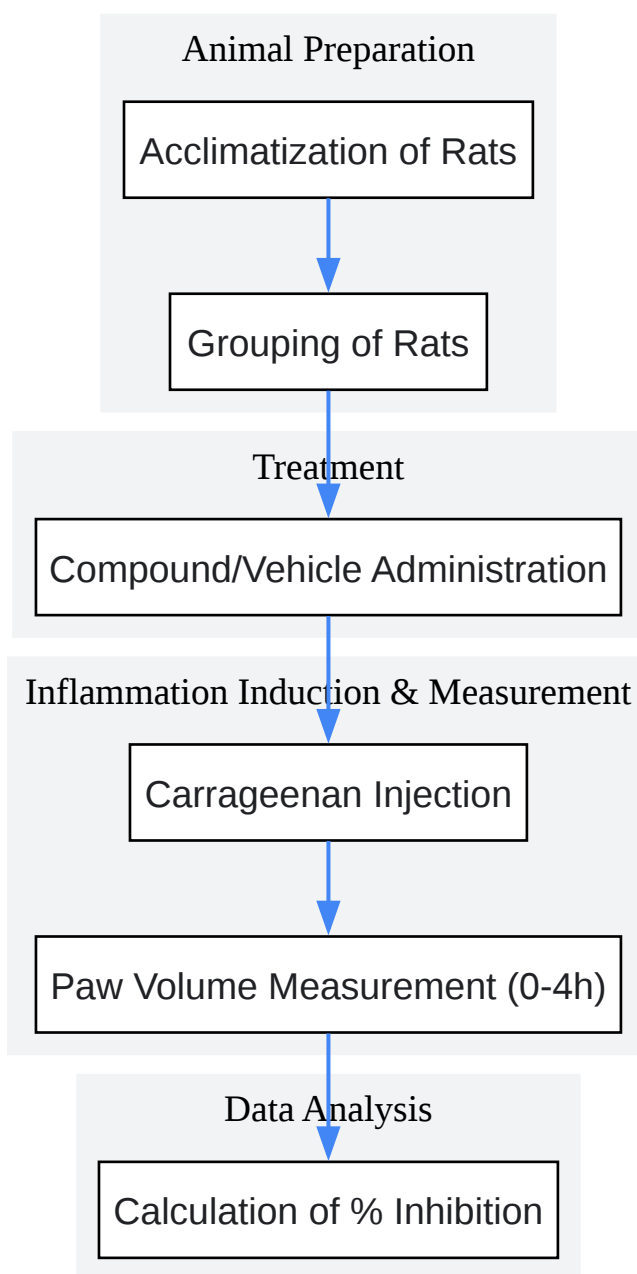 Animal Preparation
Acclimatization of Rats
Grouping of Rats
Treatment
Compound/Vehicle Administration
Inflammation Induction & Measurement
Carrageenan Injection
Paw Volume Measurement (0-4h)
Data Analysis
Calculation of % Inhibition